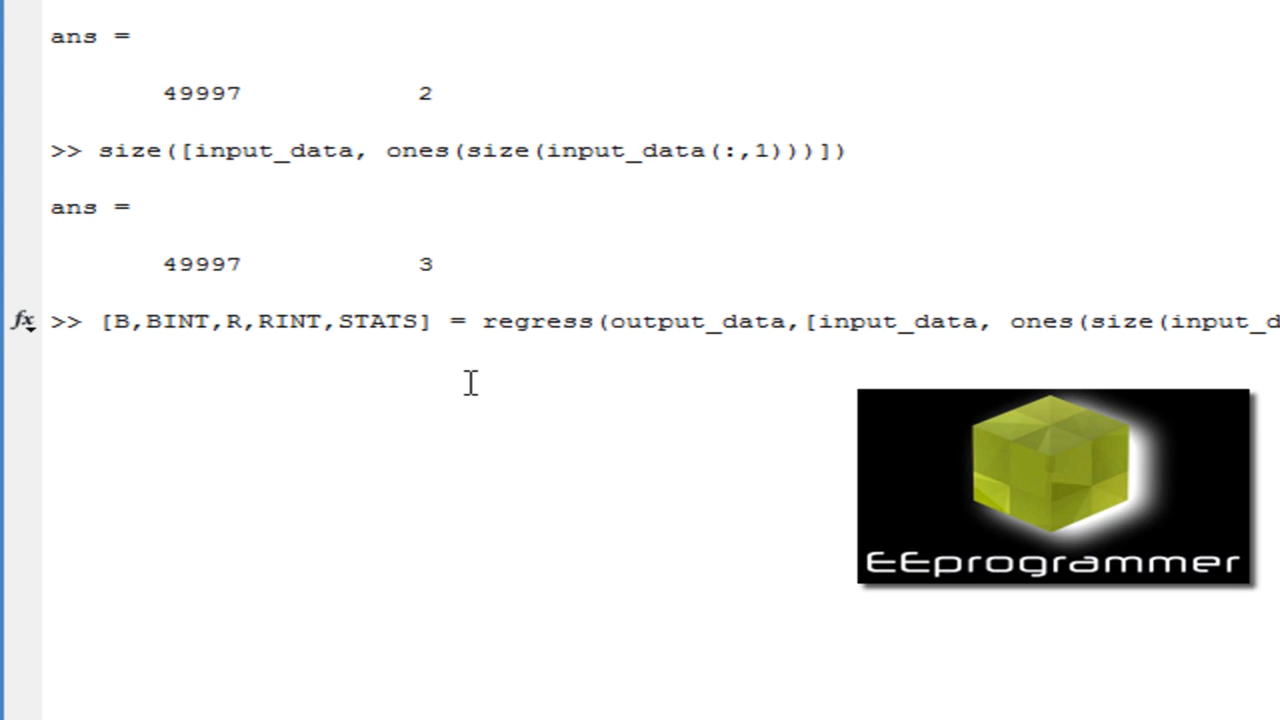 ans =
49997 2
>> size([input_data, ones(size(input_data(:,1)))])
ans =
49997 3
fx >> [B,BINT,R,RINT,STATS] = regress(output_data,[input_data, ones(size(input_d
EEprogrammer